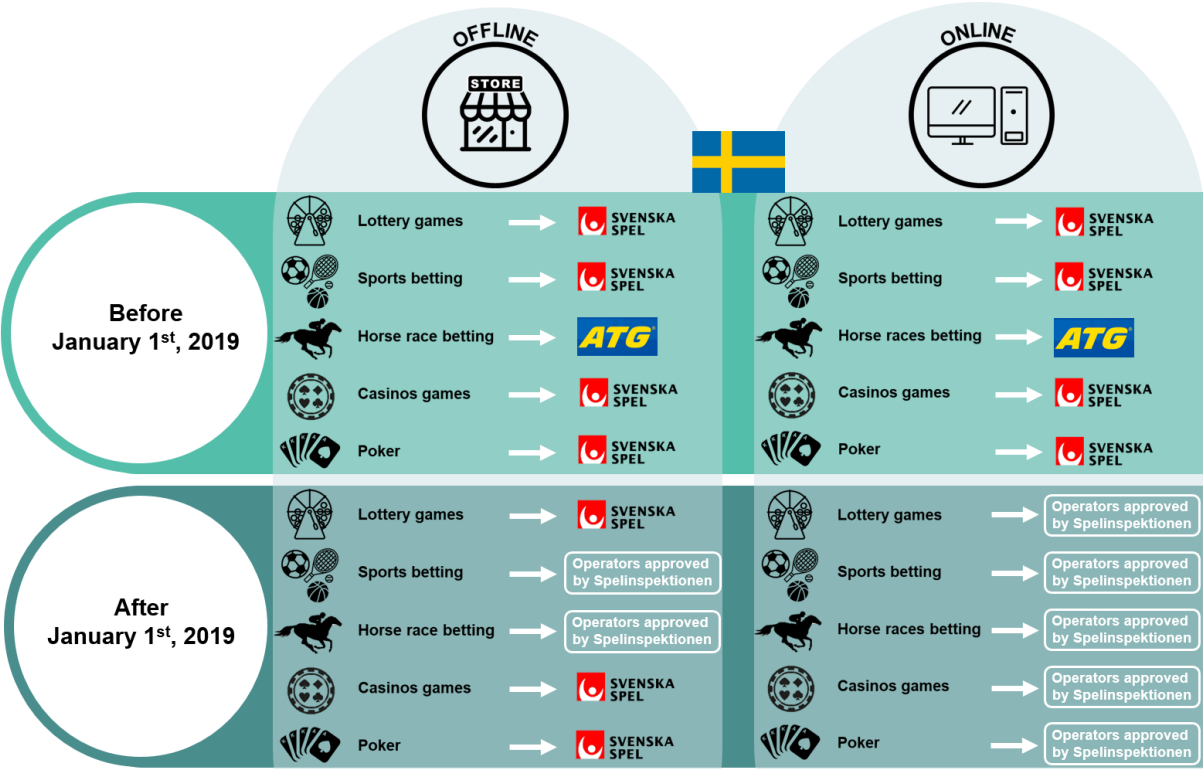 OFFLINE
STORE
ONLINE
Before
January 1st, 2019
Lottery games
SVENSKA
SPEL
Sports betting
SVENSKA
SPEL
Horse race betting
ATG®
Casinos games
SVENSKA
SPEL
Poker
SVENSKA
SPEL
Lottery games
SVENSKA
SPEL
Sports betting
SVENSKA
SPEL
Horse races betting
ATG®
Casinos games
SVENSKA
SPEL
Poker
SVENSKA
SPEL
After
January 1st, 2019
Lottery games
SVENSKA
SPEL
Sports betting
Operators approved
by Spelinspektionen
Horse race betting
Operators approved
by Spelinspektionen
Casinos games
SVENSKA
SPEL
Poker
SVENSKA
SPEL
Lottery games
Operators approved
by Spelinspektionen
Sports betting
Operators approved
by Spelinspektionen
Horse races betting
Operators approved
by Spelinspektionen
Casinos games
Operators approved
by Spelinspektionen
Poker
Operators approved
by Spelinspektionen